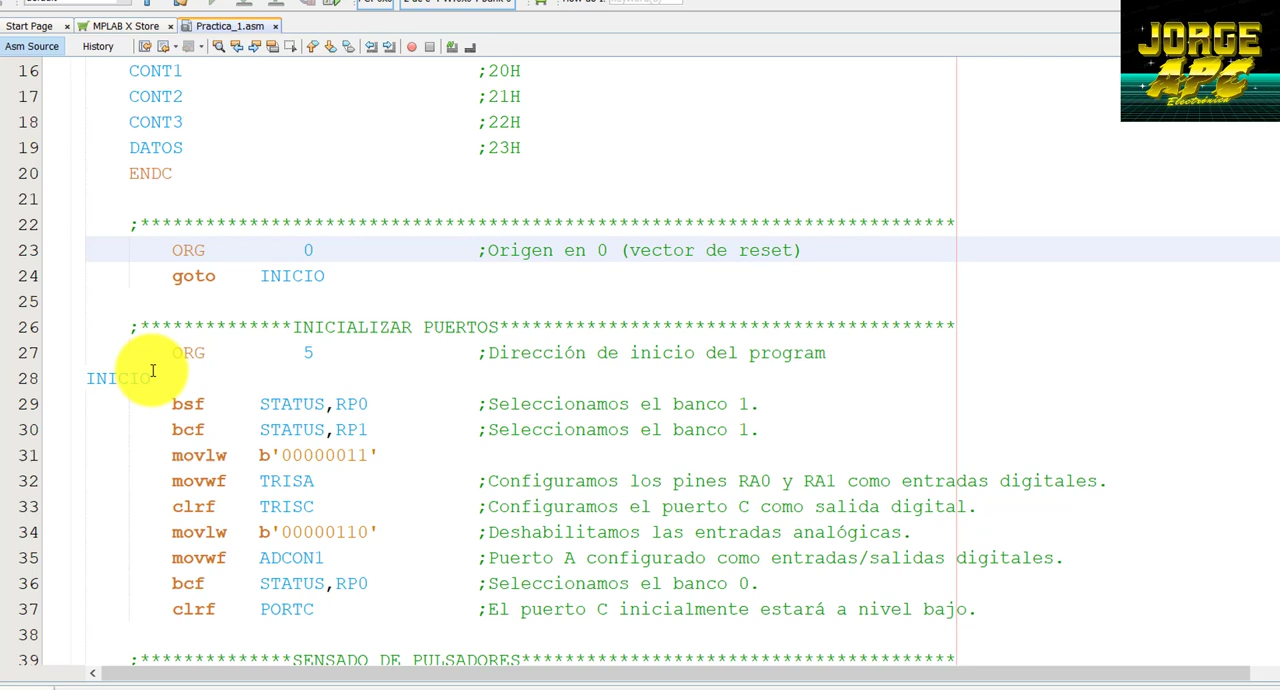 Start Page × MPLAB X Store × Practica_1.asm ×
Asm Source History
16 CONT1 ;20H
17 CONT2 ;21H
18 CONT3 ;22H
19 DATOS ;23H
20 ENDC
21
22 ;***************************************************************************
23 ORG 0 ;Origen en 0 (vector de reset)
24 goto INICIO
25
26 ;**************INICIALIZAR PUERTOS******************************************
27 ORG 5 ;Dirección de inicio del program
28 INICIO
29 bsf STATUS,RP0 ;Seleccionamos el banco 1.
30 bcf STATUS,RP1 ;Seleccionamos el banco 1.
31 movlw b'00000011'
32 movwf TRISA ;Configuramos los pines RA0 y RA1 como entradas digitales.
33 clrf TRISC ;Configuramos el puerto C como salida digital.
34 movlw b'00000110' ;Deshabilitamos las entradas analógicas.
35 movwf ADCON1 ;Puerto A configurado como entradas/salidas digitales.
36 bcf STATUS,RP0 ;Seleccionamos el banco 0.
37 clrf PORTC ;El puerto C inicialmente estará a nivel bajo.
38
39 ;**************SENSADO DE PULSADORES****************************************
JORGE
APC
Electrónica